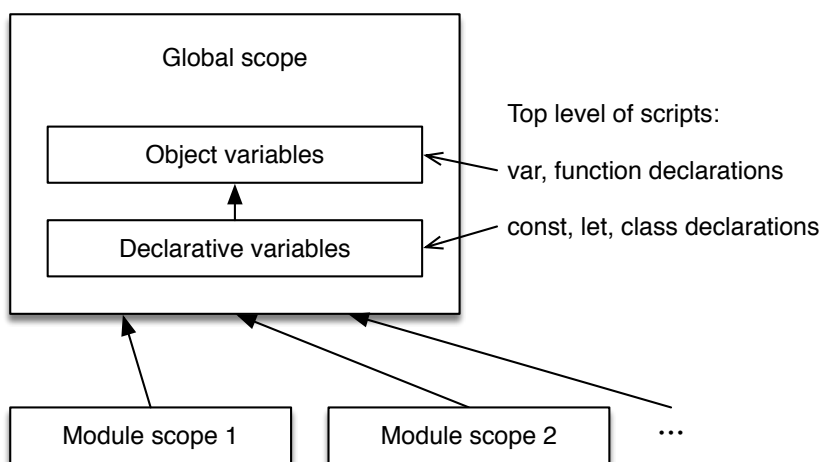 Global scope
Top level of scripts:
Object variables
var, function declarations
const, let, class declarations
Declarative variables
Module scope 1
Module scope 2
...